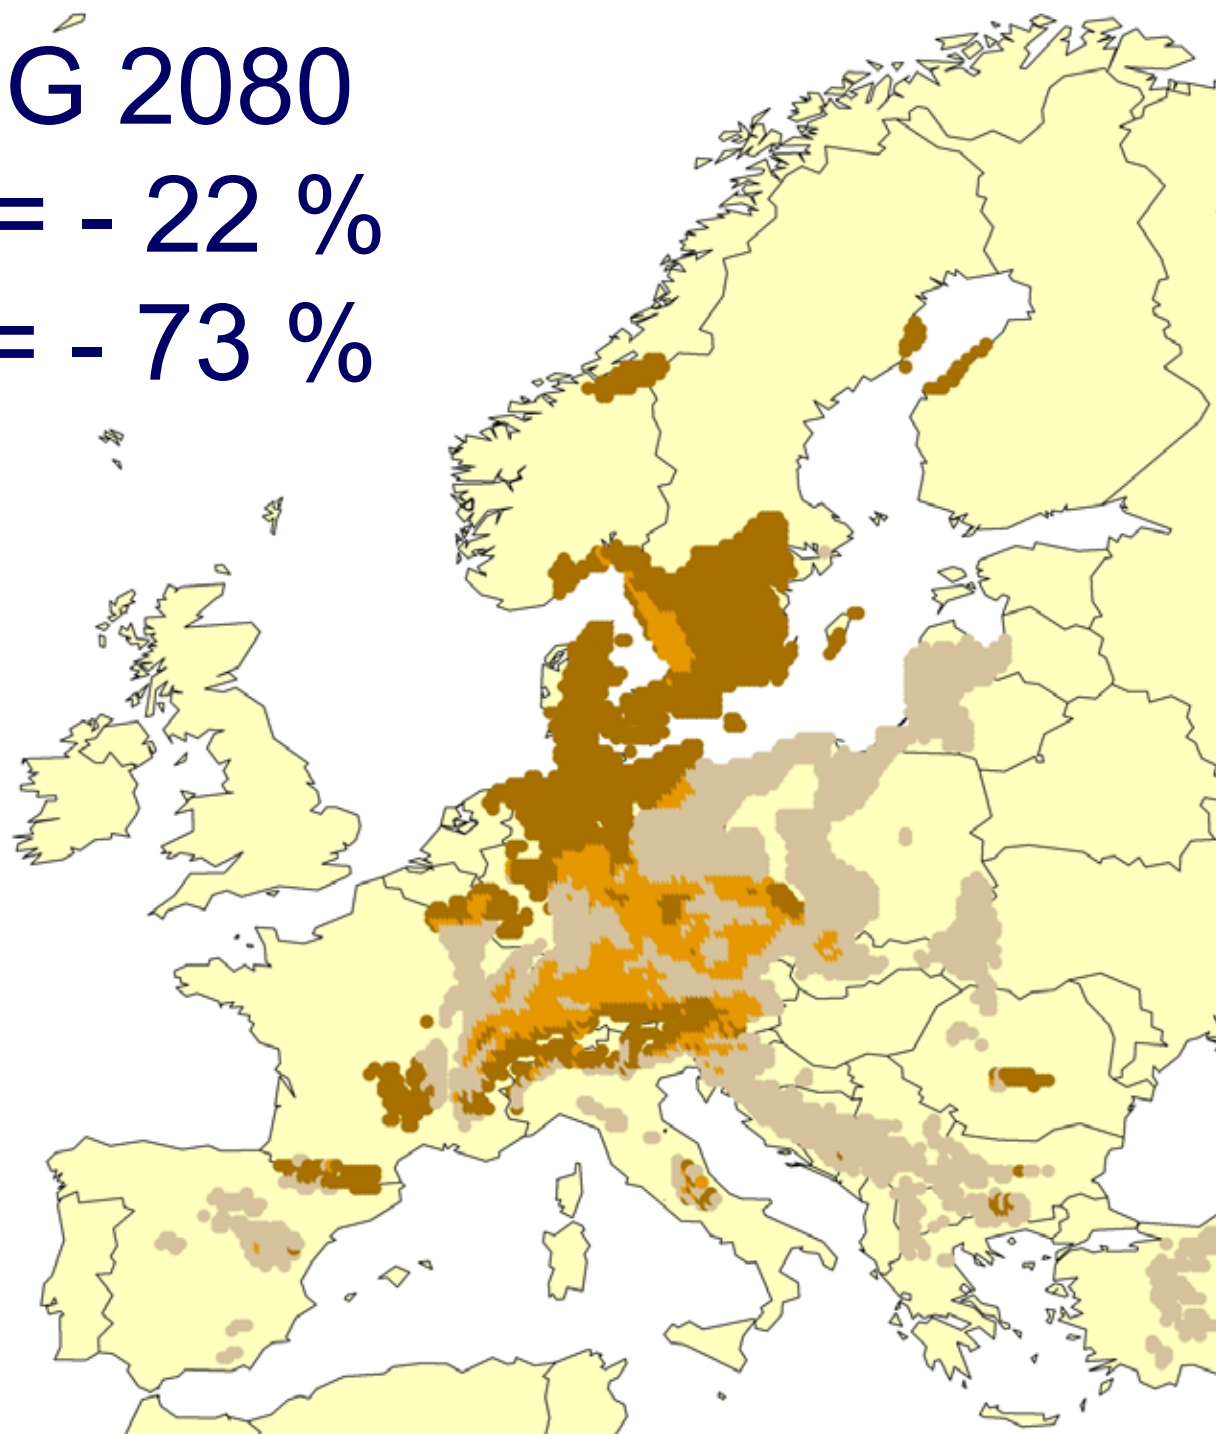 G 2080
= - 22 %
= - 73 %